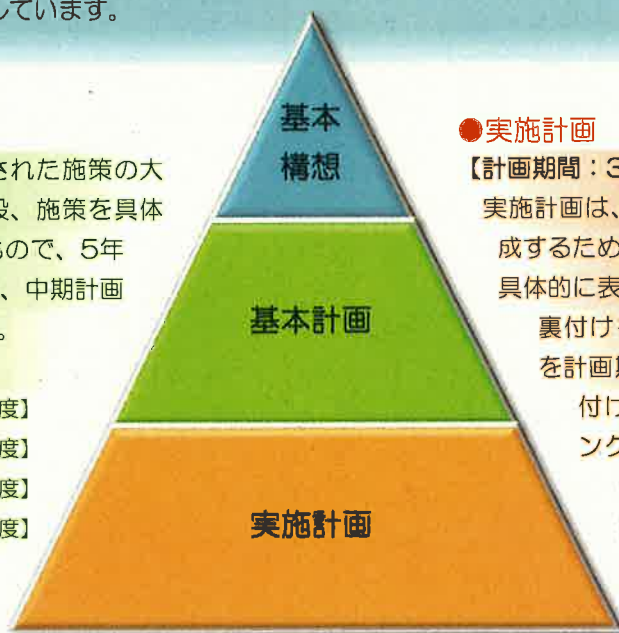 しています。
された施策の大
段、施策を具体
もので、5年
、中期計画
。
度】
度】
度】
度】
基本
構想
基本計画
実施計画
●実施計画
【計画期間：3
実施計画は、
成するため
具体的に表
裏付け
を計画期
付け
ング